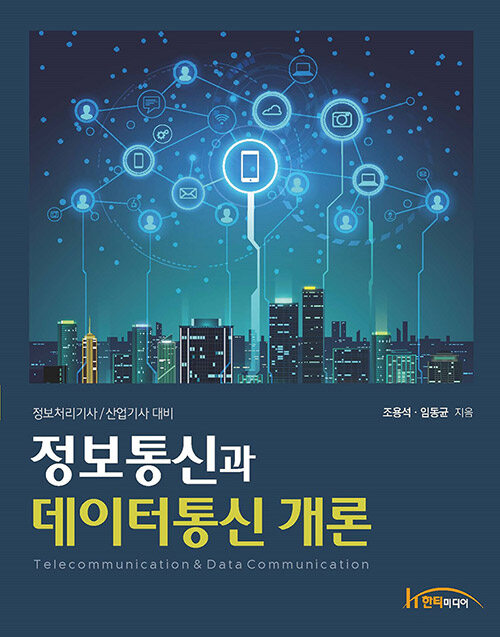 정보처리기사 / 산업기사 대비
조용석 · 임동균 지음
정보통신과
데이터통신 개론
Telecommunication & Data Communication
한티미디어